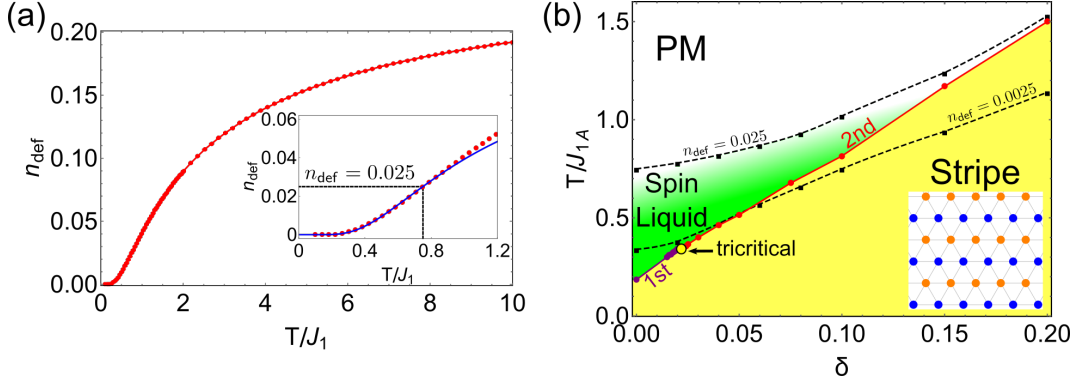 (a)
0.20
0.15
0.10
0.05
0.00
n_def
0 2 4 6 8 10
T/J_1
0.06
0.04
0.02
0
n_def
n_def = 0.025
0 0.4 0.8 1.2
T/J_1
(b)
1.5
1.0
0.5
0.0
T/J_{1A}
PM
n_def = 0.025
2nd
n_def = 0.0025
Spin
Liquid
Stripe
1st
tricritical
0.00 0.05 0.10 0.15 0.20
δ